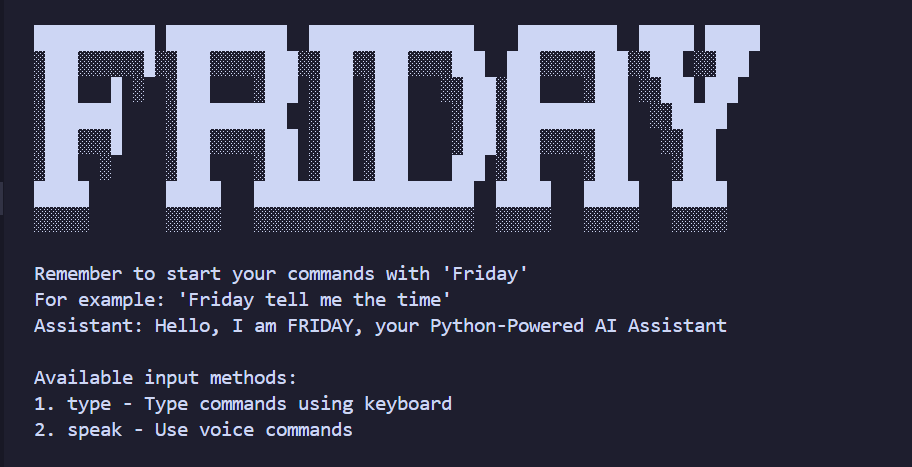 FRIDAY
Remember to start your commands with 'Friday'
For example: 'Friday tell me the time'
Assistant: Hello, I am FRIDAY, your Python-Powered AI Assistant
Available input methods:
1. type - Type commands using keyboard
2. speak - Use voice commands